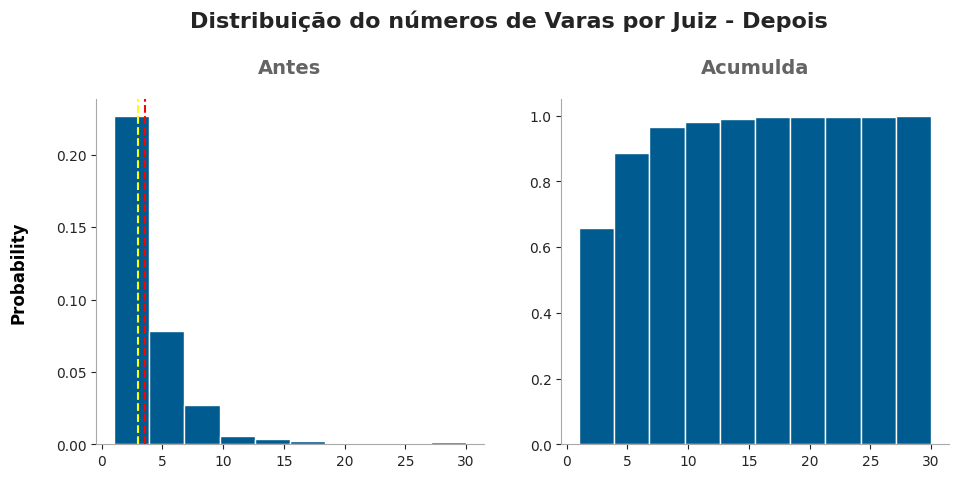 Distribuição do números de Varas por Juiz - Depois
Antes
Acumulda
Probability
0.20
0.15
0.10
0.05
0.00
0 5 10 15 20 25 30
1.0
0.8
0.6
0.4
0.2
0.0
0 5 10 15 20 25 30